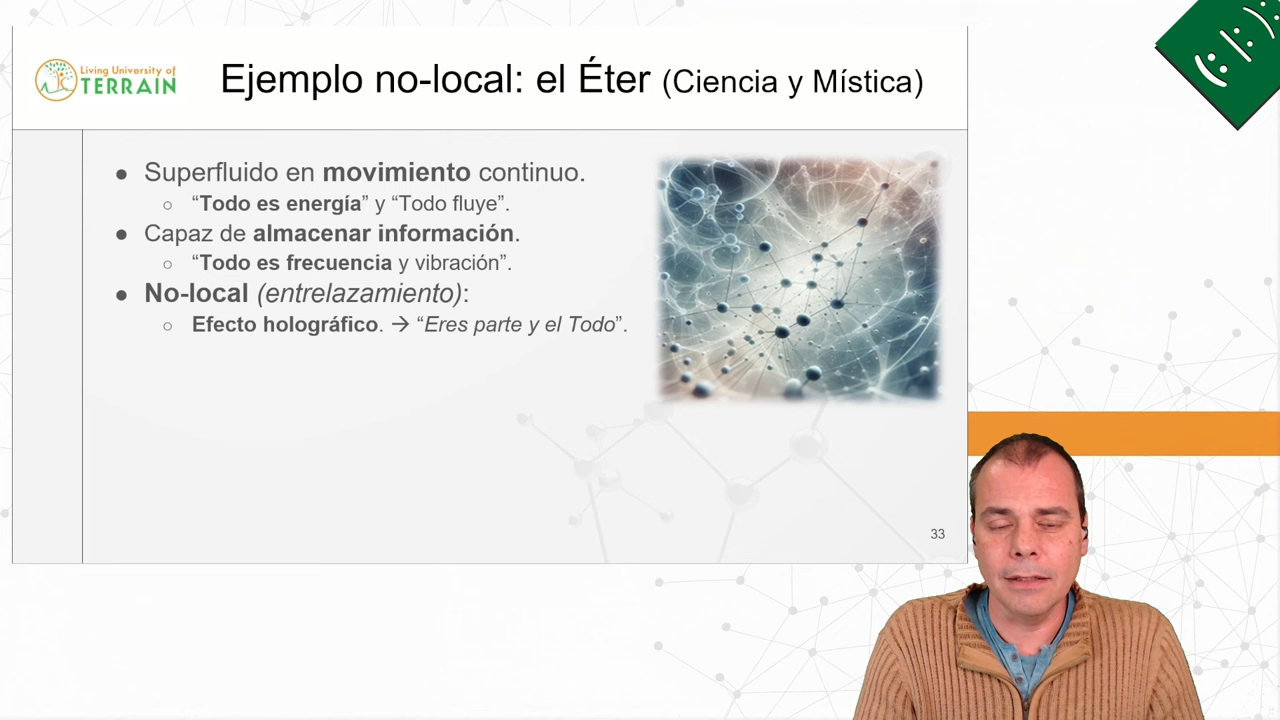 Living University of
TERRAIN
Ejemplo no-local: el Éter (Ciencia y Mística)
● Superfluido en movimiento continuo.
○ “Todo es energía” y “Todo fluye”.
● Capaz de almacenar información.
○ “Todo es frecuencia y vibración”.
● No-local (entrelazamiento):
○ Efecto holográfico. → “Eres parte y el Todo”.
33